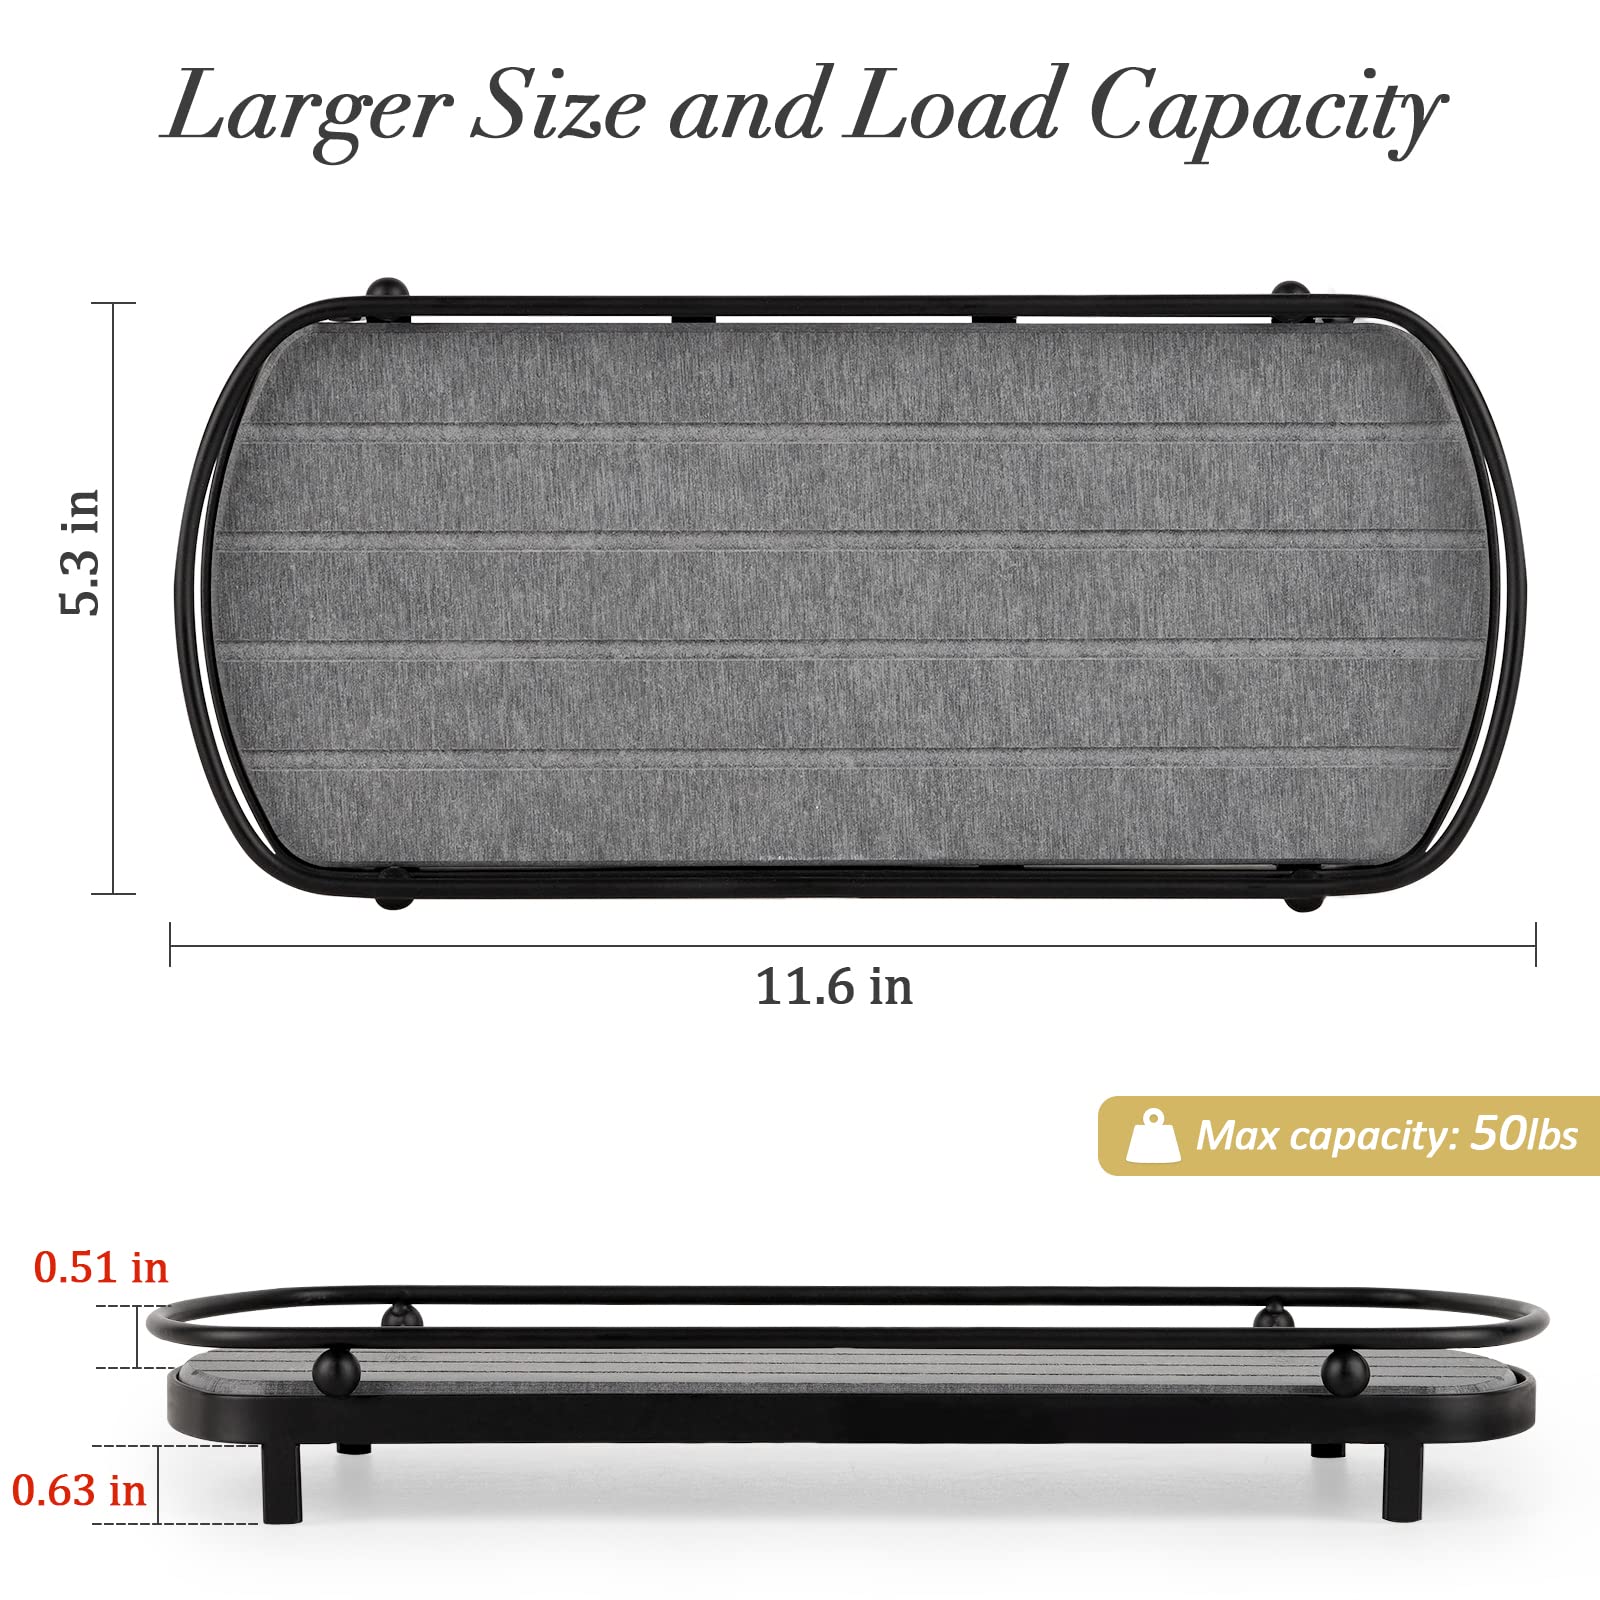 Larger Size and Load Capacity
5.3 in
11.6 in
Max capacity: 50lbs
0.51 in
0.63 in